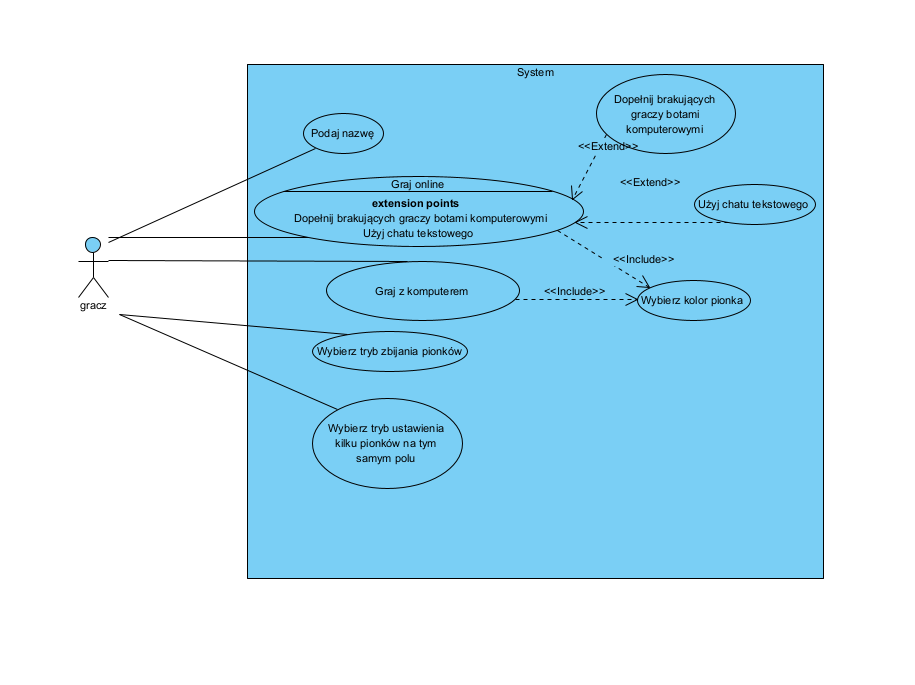 System
Dopełnij brakujących
graczy botami
komputerowymi
Podaj nazwę
<<Extend>>
Graj online
<<Extend>>
extension points
Dopełnij brakujących graczy botami komputerowymi
Użyj chatu tekstowego
Użyj chatu tekstowego
<<Include>>
Graj z komputerem
<<Include>>
Wybierz kolor pionka
gracz
Wybierz tryb zbijania pionków
Wybierz tryb ustawienia
kilku pionków na tym
samym polu